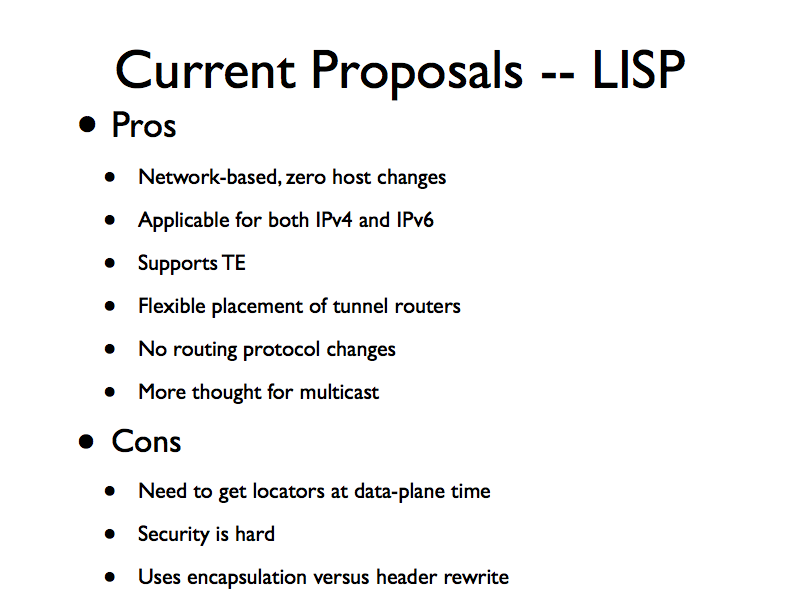 Current Proposals -- LISP
• Pros
• Network-based, zero host changes
• Applicable for both IPv4 and IPv6
• Supports TE
• Flexible placement of tunnel routers
• No routing protocol changes
• More thought for multicast
• Cons
• Need to get locators at data-plane time
• Security is hard
• Uses encapsulation versus header rewrite